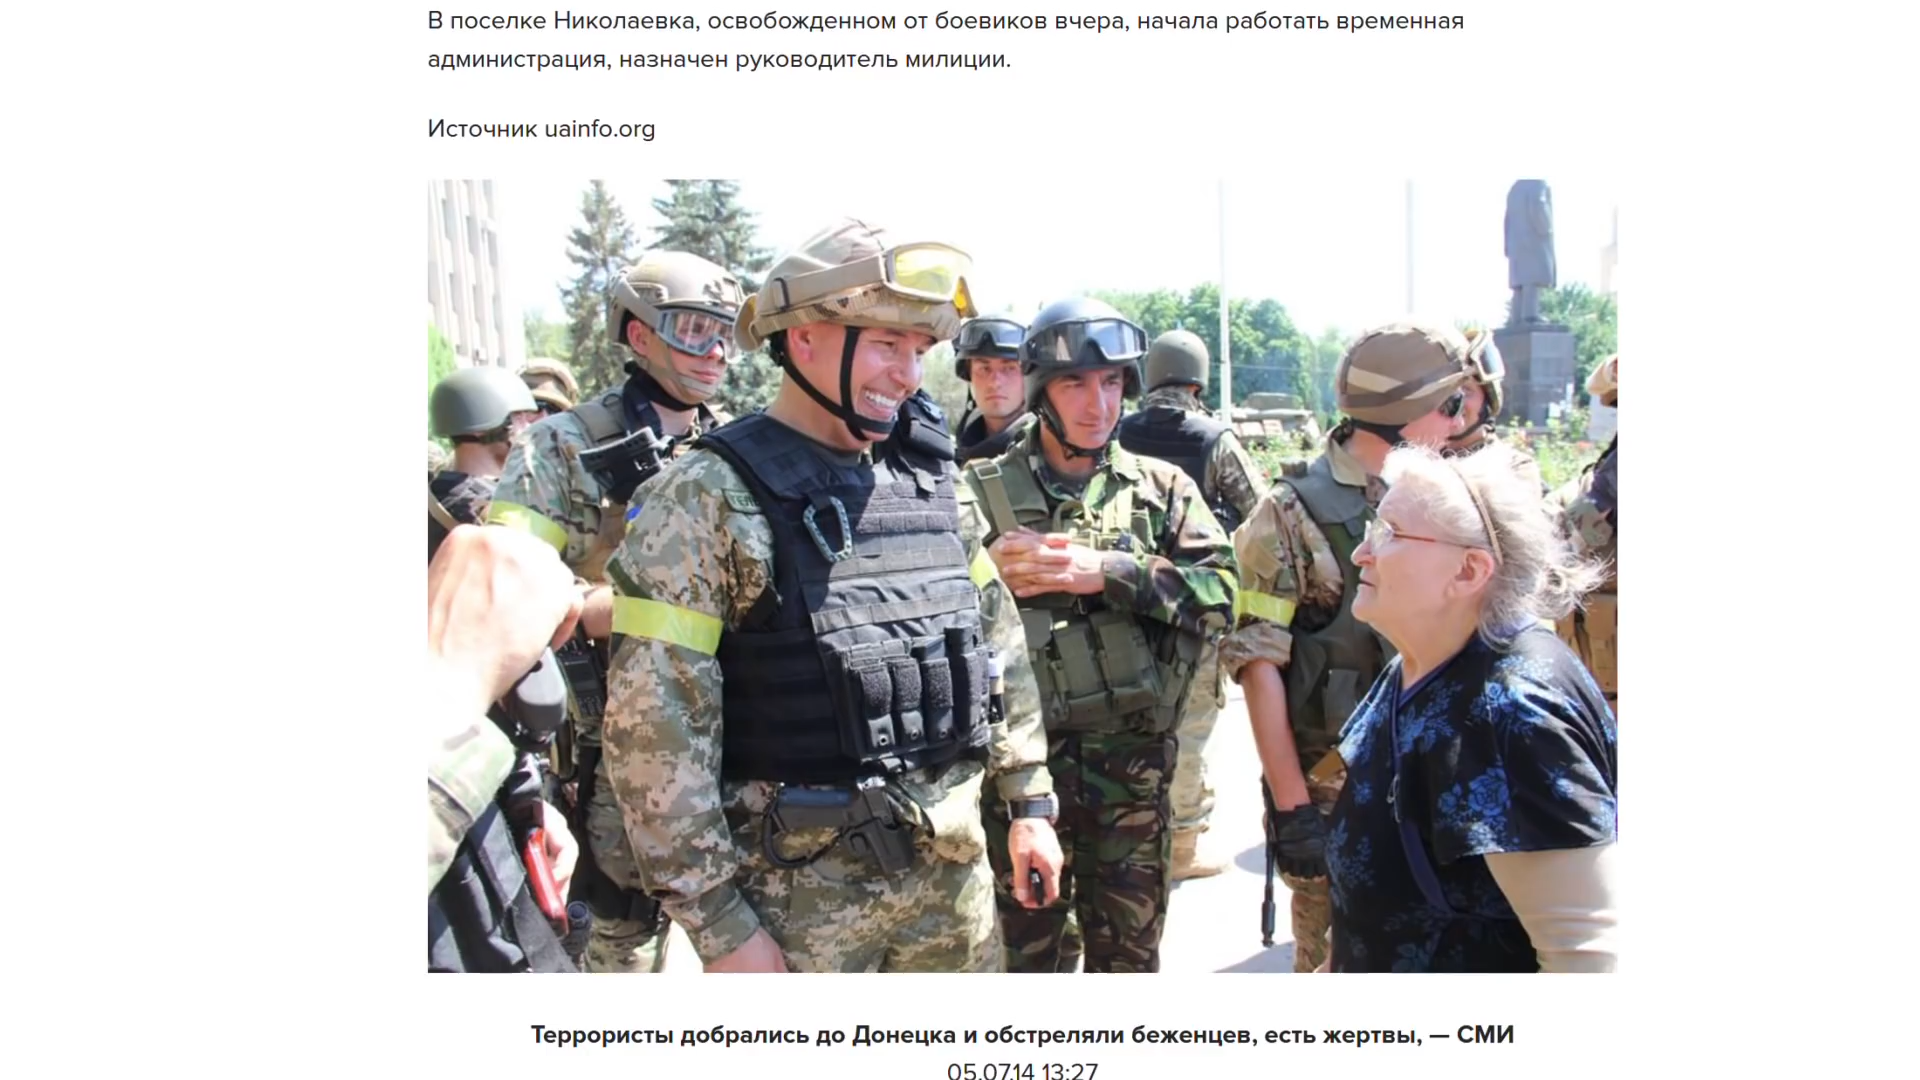 В поселке Николаевка, освобожденном от боевиков вчера, начала работать временная
администрация, назначен руководитель милиции.
Источник uainfo.org
Террористы добрались до Донецка и обстреляли беженцев, есть жертвы, — СМИ
05.07.14 13:27